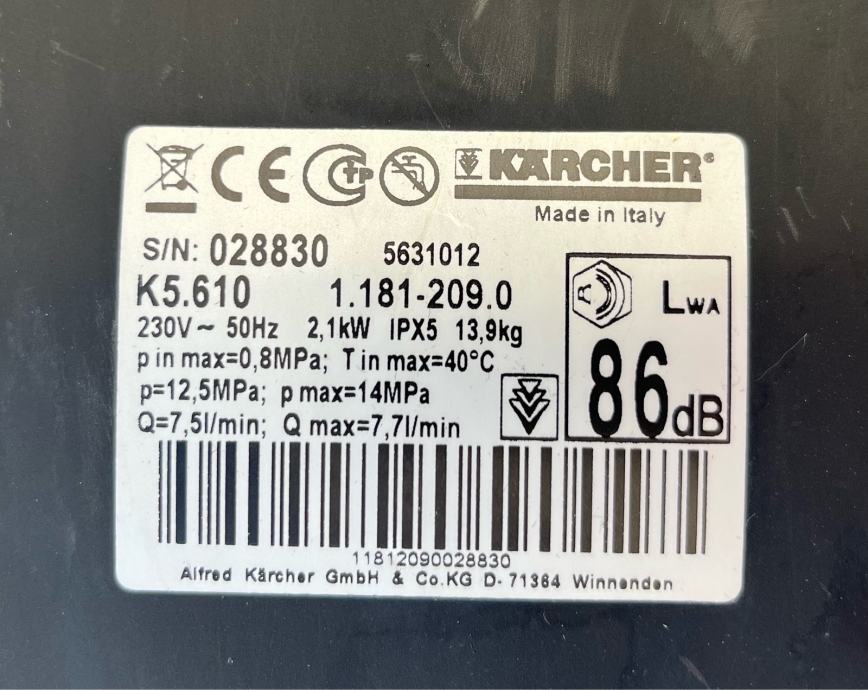 CE
KÄRCHER®
Made in Italy
S/N: 028830 5631012
K5.610 1.181-209.0
230V~ 50Hz 2,1kW IPX5 13,9kg
p in max=0,8MPa; T in max=40°C
p=12,5MPa; p max=14MPa
Q=7,5l/min; Q max=7,7l/min
LWA
86dB
11812090028830
Alfred Kärcher GmbH & Co.KG D-71364 Winnenden